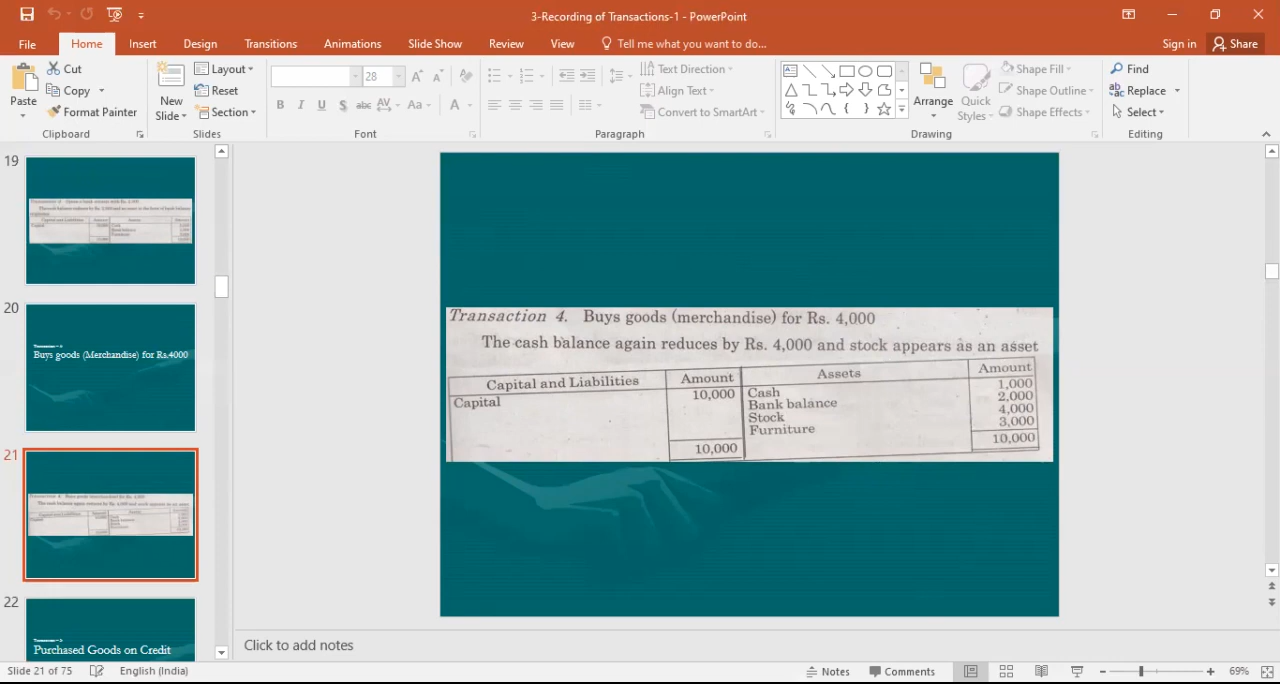 3-Recording of Transactions-1 - PowerPoint
File Home Insert Design Transitions Animations Slide Show Review View Tell me what you want to do... Sign in Share
Paste
Cut
Copy
Format Painter
Clipboard
New Slide
Layout
Reset
Section
Slides
28
B I U S abc AV Aa A
Font
Text Direction
Align Text
Convert to SmartArt
Paragraph
Arrange
Quick Styles
Shape Fill
Shape Outline
Shape Effects
Drawing
Find
Replace
Select
Editing
19
20
Buys goods (Merchandise) for Rs.4000
21
22
Purchased Goods on Credit
Transaction 4. Buys goods (merchandise) for Rs. 4,000
The cash balance again reduces by Rs. 4,000 and stock appears as an asset
Capital and Liabilities Amount Assets Amount
Capital 10,000 Cash 1,000
Bank balance 2,000
Stock 4,000
Furniture 3,000
10,000 10,000
Click to add notes
Slide 21 of 75 English (India) Notes Comments 69%